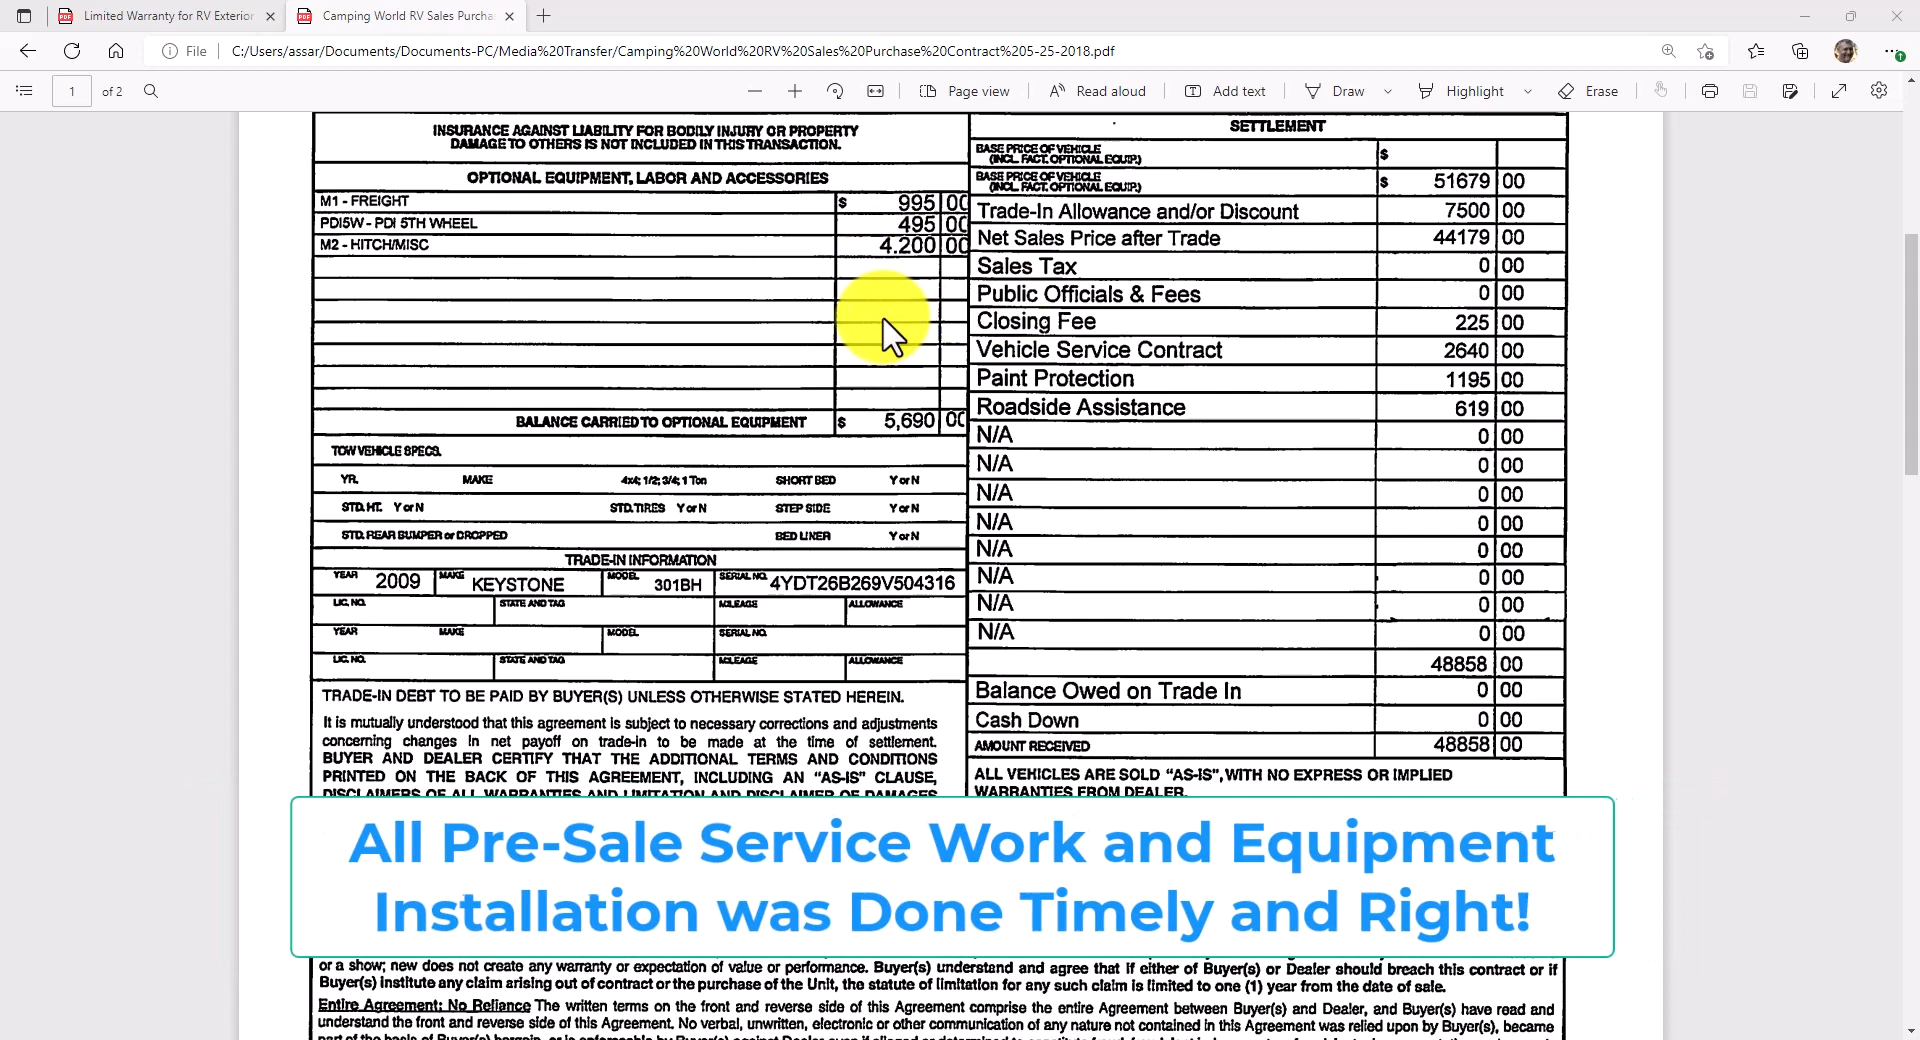 Limited Warranty for RV Exterior
Camping World RV Sales Purcha
File
C:/Users/assar/Documents/Documents-PC/Media%20Transfer/Camping%20World%20RV%20Sales%20Purchase%20Contract%205-25-2018.pdf
1 of 2
Page view
Read aloud
Add text
Draw
Highlight
Erase
INSURANCE AGAINST LIABILITY FOR BODILY INJURY OR PROPERTY
DAMAGE TO OTHERS IS NOT INCLUDED IN THIS TRANSACTION.
OPTIONAL EQUIPMENT, LABOR AND ACCESSORIES
M1 - FREIGHT $ 995 00
PDI5W - PDI 5TH WHEEL 495 00
M2 - HITCH/MISC 4.200 00
BALANCE CARRIED TO OPTIONAL EQUIPMENT $ 5,690 00
TOW VEHICLE SPECS.
YR. MAKE 4x4; 1/2; 3/4; 1 Ton SHORT BED Y or N
STD. HT. Y or N STD. TIRES Y or N STEP SIDE Y or N
STD. REAR BUMPER or DROPPED BED LINER Y or N
TRADE-IN INFORMATION
YEAR 2009 MAKE KEYSTONE MODEL 301BH SERIAL NO. 4YDT26B269V504316
LIC. NO. STATE AND TAG MILEAGE ALLOWANCE
YEAR MAKE MODEL SERIAL NO.
LIC. NO. STATE AND TAG MILEAGE ALLOWANCE
TRADE-IN DEBT TO BE PAID BY BUYER(S) UNLESS OTHERWISE STATED HEREIN.
It is mutually understood that this agreement is subject to necessary corrections and adjustments
concerning changes in net payoff on trade-in to be made at the time of settlement.
BUYER AND DEALER CERTIFY THAT THE ADDITIONAL TERMS AND CONDITIONS
PRINTED ON THE BACK OF THIS AGREEMENT, INCLUDING AN "AS-IS" CLAUSE,
DISCLAIMERS OF ALL WARRANTIES AND LIMITATION AND DISCLAIMER OF DAMAGES
SETTLEMENT
BASE PRICE OF VEHICLE
(INCL. FACT. OPTIONAL EQUIP.) $
BASE PRICE OF VEHICLE
(INCL. FACT. OPTIONAL EQUIP.) $ 51679 00
Trade-In Allowance and/or Discount 7500 00
Net Sales Price after Trade 44179 00
Sales Tax 0 00
Public Officials & Fees 0 00
Closing Fee 225 00
Vehicle Service Contract 2640 00
Paint Protection 1195 00
Roadside Assistance 619 00
N/A 0 00
N/A 0 00
N/A 0 00
N/A 0 00
N/A 0 00
N/A 0 00
N/A 0 00
N/A 0 00
48858 00
Balance Owed on Trade In 0 00
Cash Down 0 00
AMOUNT RECEIVED 48858 00
ALL VEHICLES ARE SOLD "AS-IS", WITH NO EXPRESS OR IMPLIED
WARRANTIES FROM DEALER.
All Pre-Sale Service Work and Equipment
Installation was Done Timely and Right!
or a show; new does not create any warranty or expectation of value or performance. Buyer(s) understand and agree that if either of Buyer(s) or Dealer should breach this contract or if
Buyer(s) institute any claim arising out of contract or the purchase of the Unit, the statute of limitation for any such claim is limited to one (1) year from the date of sale.
Entire Agreement; No Reliance The written terms on the front and reverse side of this Agreement comprise the entire Agreement between Buyer(s) and Dealer, and Buyer(s) have read and
understand the front and reverse side of this Agreement. No verbal, unwritten, electronic or other communication of any nature not contained in this Agreement was relied upon by Buyer(s), became